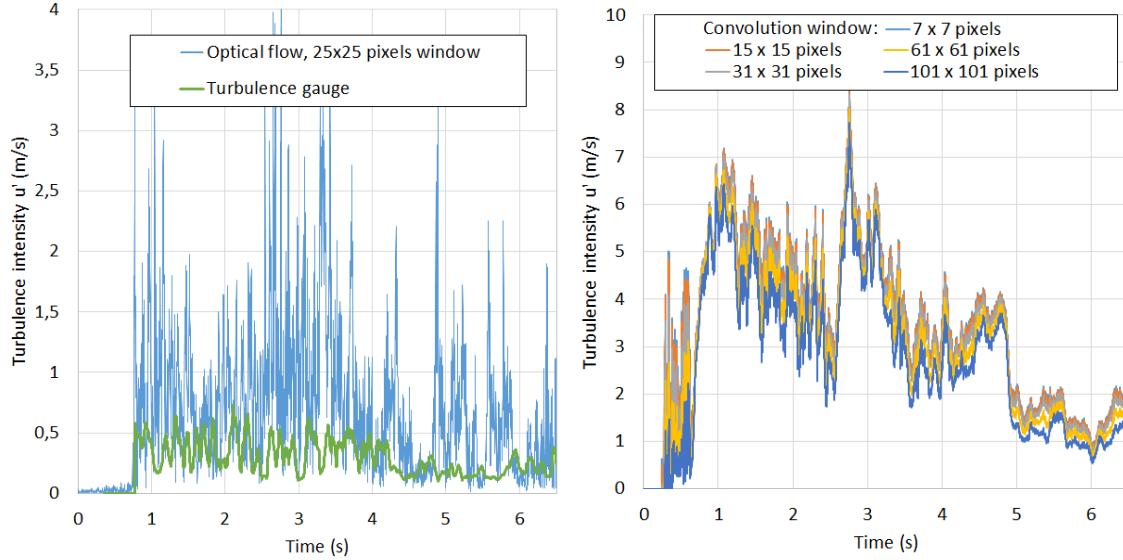 4
3,5
3
2,5
2
1,5
1
0,5
0
Turbulence intensity u' (m/s)
Optical flow, 25x25 pixels window
Turbulence gauge
0 1 2 3 4 5 6
Time (s)
10
9
8
7
6
5
4
3
2
1
0
Turbulence intensity u' (m/s)
Convolution window: 7 x 7 pixels
15 x 15 pixels 61 x 61 pixels
31 x 31 pixels 101 x 101 pixels
0 1 2 3 4 5 6
Time (s)